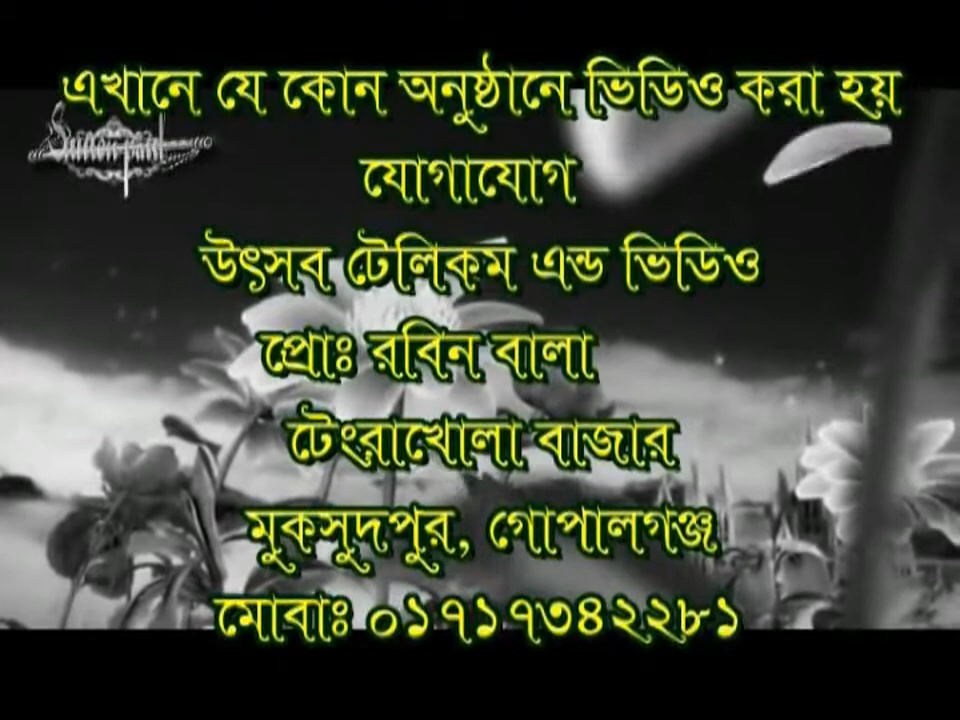 এখানে যে কোন অনুষ্ঠানে ভিডিও করা হয়
যোগাযোগ
উৎসব টেলিকম এন্ড ভিডিও
প্রোঃ রবিন বালা
টেংরাখোলা বাজার
মুকসুদপুর, গোপালগঞ্জ
মোবাঃ ০১৭১৭৩৪২২৮১